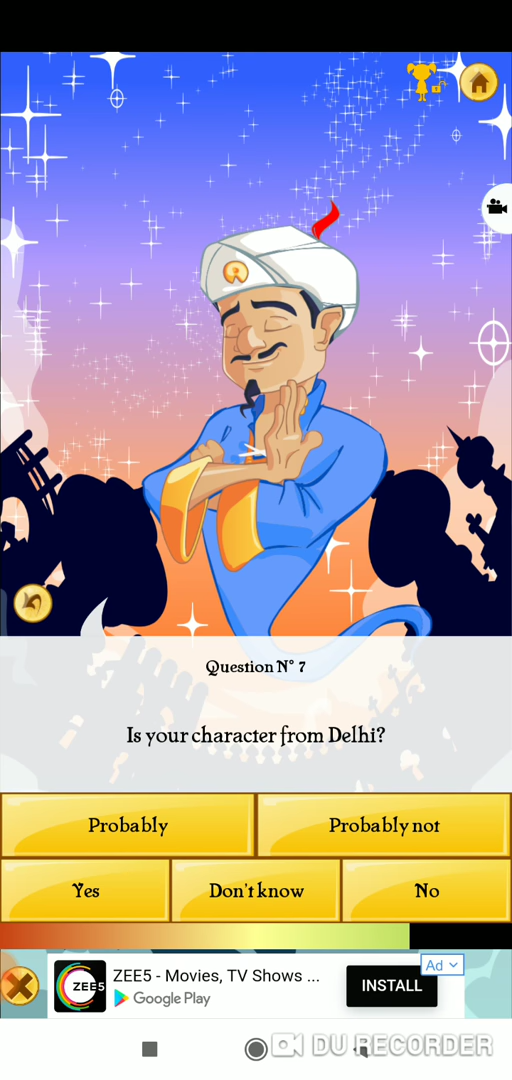 Question N° 7
Is your character from Delhi?
Probably
Probably not
Yes
Don't know
No
Ad
ZEE5
ZEE5 - Movies, TV Shows ...
Google Play
INSTALL
DU RECORDER